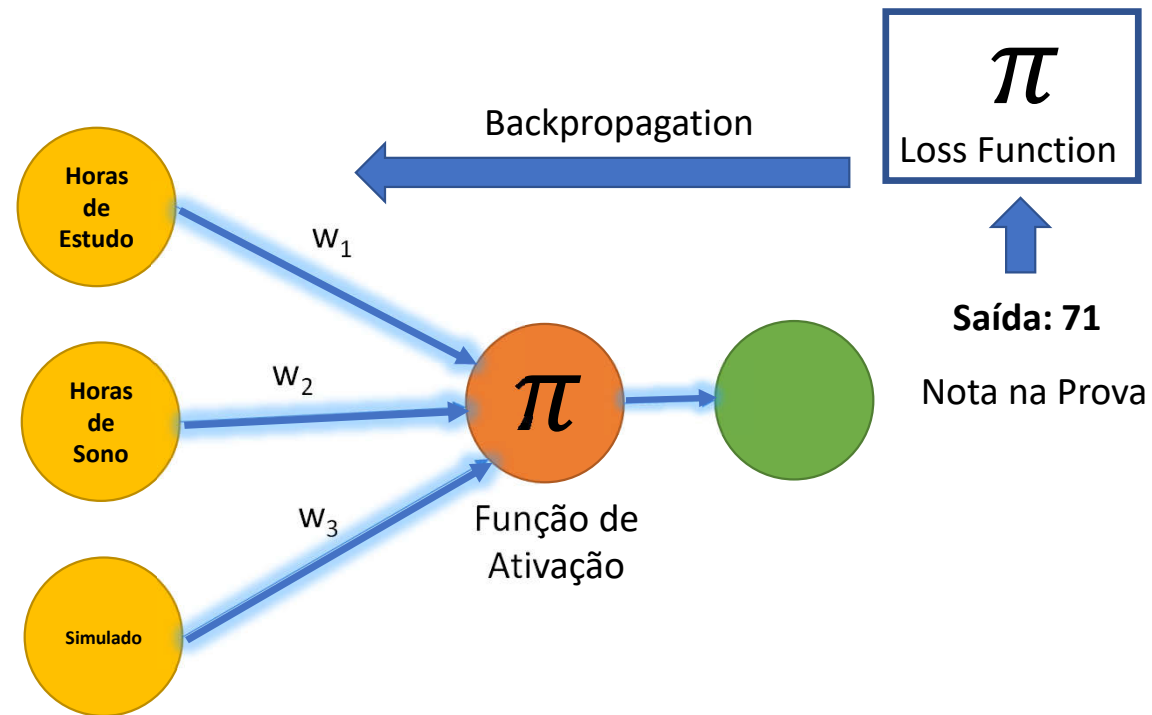 π
Loss Function
Backpropagation
Horas
de
Estudo
w₁
Saída: 71
Nota na Prova
Horas
de
Sono
w₂
π
Função de
Ativação
w₃
Simulado